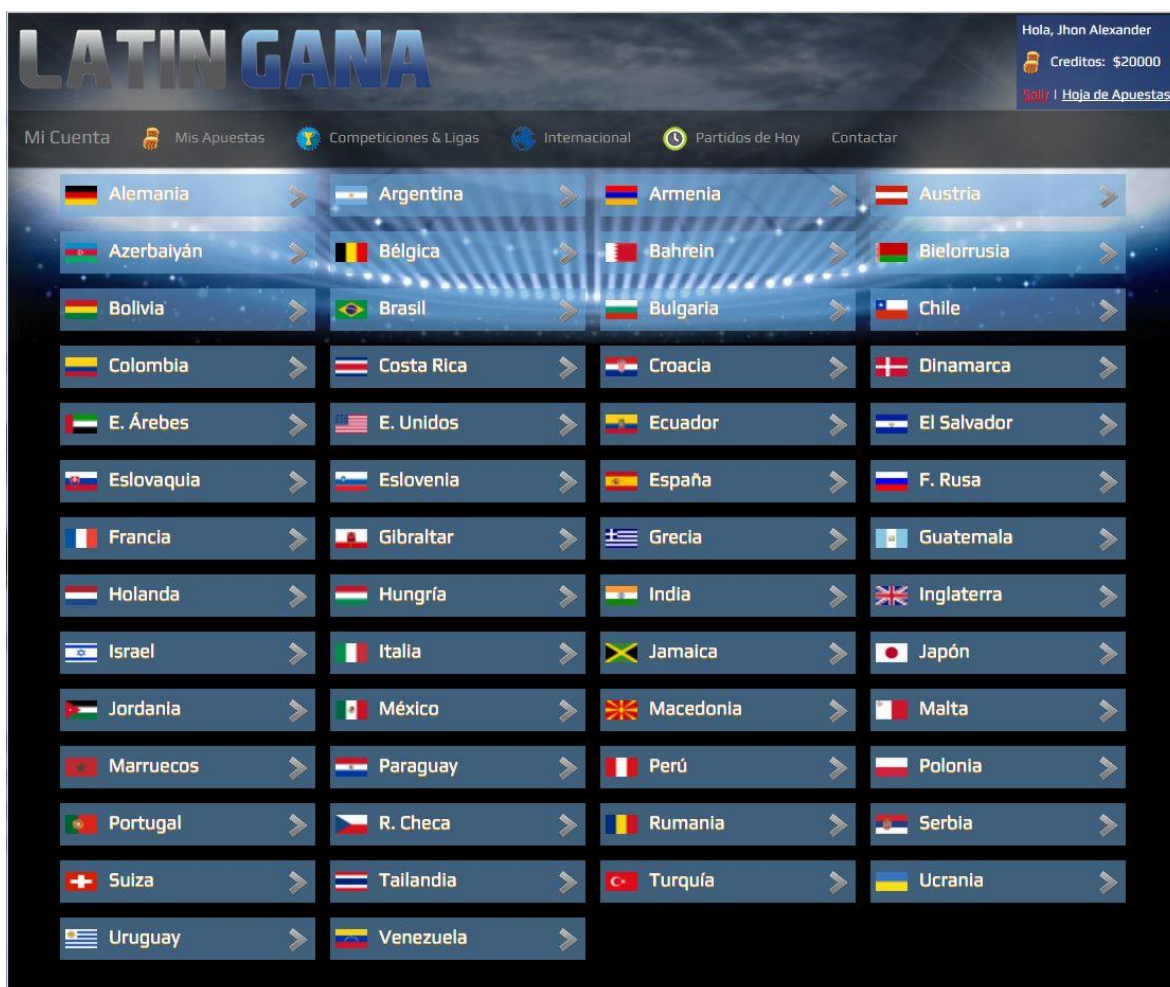 LATIN GANA
Hola, Jhon Alexander
Creditos: $20000
Salir | Hoja de Apuestas
Mi Cuenta Mis Apuestas Competiciones & Ligas Internacional Partidos de Hoy Contactar
Alemania Argentina Armenia Austria
Azerbaiyán Bélgica Bahrein Bielorrusia
Bolivia Brasil Bulgaria Chile
Colombia Costa Rica Croacia Dinamarca
E. Árebes E. Unidos Ecuador El Salvador
Eslovaquia Eslovenia España F. Rusa
Francia Gibraltar Grecia Guatemala
Holanda Hungría India Inglaterra
Israel Italia Jamaica Japón
Jordania México Macedonia Malta
Marruecos Paraguay Perú Polonia
Portugal R. Checa Rumania Serbia
Suiza Tailandia Turquía Ucrania
Uruguay Venezuela